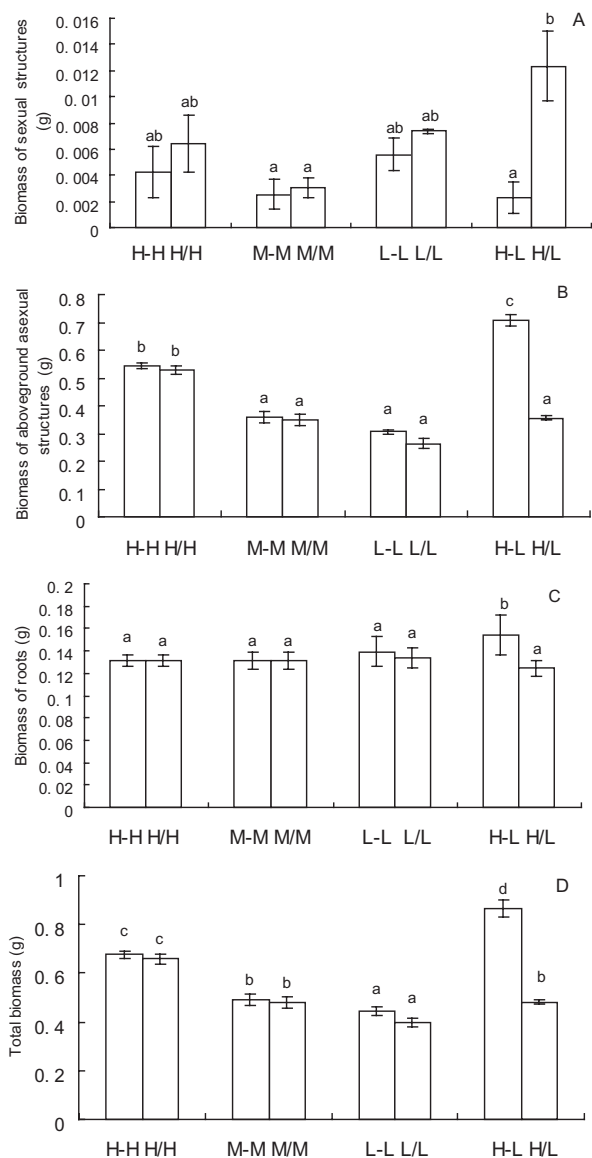 A
Biomass of sexual structures
(g)
0. 016
0. 014
0. 012
0. 01
0. 008
0. 006
0. 004
0. 002
0
ab ab a a ab ab a b
H-H H/H M-M M/M L-L L/L H-L H/L
B
Biomass of aboveground asexual
structures (g)
0. 8
0. 7
0. 6
0. 5
0. 4
0. 3
0. 2
0. 1
0
b b a a a a c a
H-H H/H M-M M/M L-L L/L H-L H/L
C
Biomass of roots (g)
0. 2
0. 18
0. 16
0. 14
0. 12
0. 1
0. 08
0. 06
0. 04
0. 02
0
a a a a a a b a
H-H H/H M-M M/M L-L L/L H-L H/L
D
Total biomass (g)
1
0. 8
0. 6
0. 4
0. 2
0
c c b b a a d b
H-H H/H M-M M/M L-L L/L H-L H/L